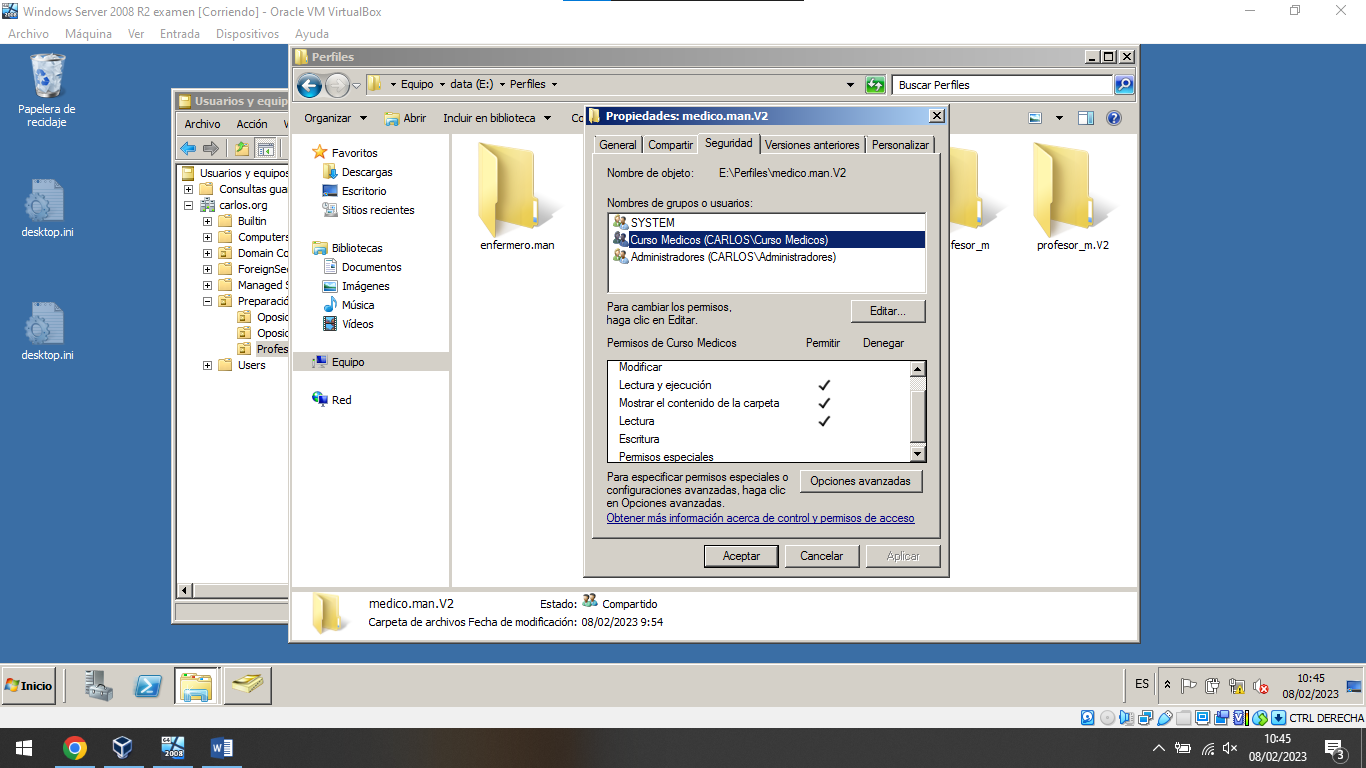 Windows Server 2008 R2 examen [Corriendo] - Oracle VM VirtualBox
Archivo Máquina Ver Entrada Dispositivos Ayuda
Papelera de
reciclaje
desktop.ini
desktop.ini
Usuarios y equip
Archivo Acción
Usuarios y equipos
Consultas gua
carlos.org
Builtin
Computers
Domain Co
ForeignSec
Managed S
Preparació
Oposic
Oposic
Profes
Users
Perfiles
Equipo data (E:) Perfiles
Buscar Perfiles
Organizar Abrir Incluir en biblioteca Co
Favoritos
Descargas
Escritorio
Sitios recientes
Bibliotecas
Documentos
Imágenes
Música
Vídeos
Equipo
Red
enfermero.man
rofesor_m
profesor_m.V2
Propiedades: medico.man.V2
General Compartir Seguridad Versiones anteriores Personalizar
Nombre de objeto: E:\Perfiles\medico.man.V2
Nombres de grupos o usuarios:
SYSTEM
Curso Medicos (CARLOS\Curso Medicos)
Administradores (CARLOS\Administradores)
Para cambiar los permisos,
haga clic en Editar.
Editar...
Permisos de Curso Medicos Permitir Denegar
Modificar
Lectura y ejecución
Mostrar el contenido de la carpeta
Lectura
Escritura
Permisos especiales
Para especificar permisos especiales o
configuraciones avanzadas, haga clic
en Opciones avanzadas.
Opciones avanzadas
Obtener más información acerca de control y permisos de acceso
Aceptar Cancelar Aplicar
medico.man.V2 Estado: Compartido
Carpeta de archivos Fecha de modificación: 08/02/2023 9:54
Inicio
ES
10:45
08/02/2023
CTRL DERECHA
10:45
08/02/2023
3